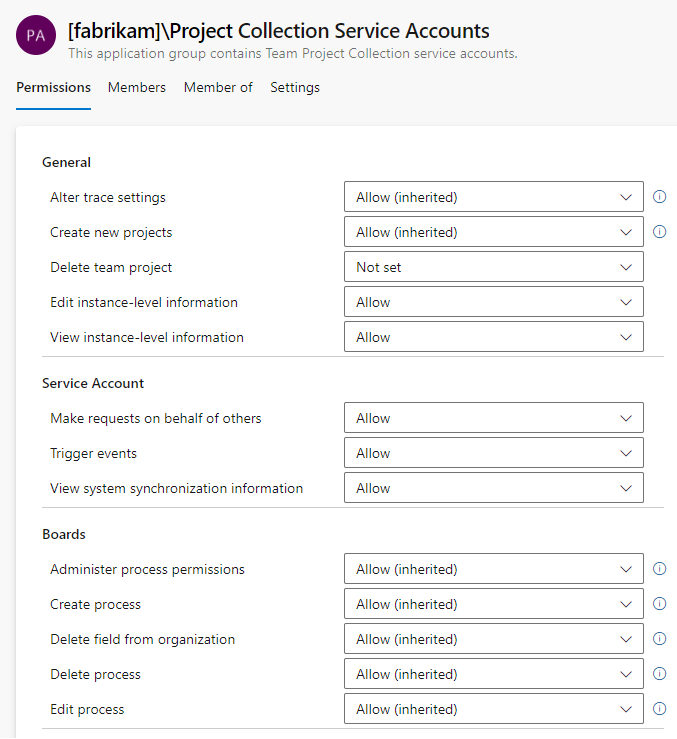 PA
[fabrikam]\Project Collection Service Accounts
This application group contains Team Project Collection service accounts.
Permissions Members Member of Settings
General
Alter trace settings Allow (inherited)
Create new projects Allow (inherited)
Delete team project Not set
Edit instance-level information Allow
View instance-level information Allow
Service Account
Make requests on behalf of others Allow
Trigger events Allow
View system synchronization information Allow
Boards
Administer process permissions Allow (inherited)
Create process Allow (inherited)
Delete field from organization Allow (inherited)
Delete process Allow (inherited)
Edit process Allow (inherited)